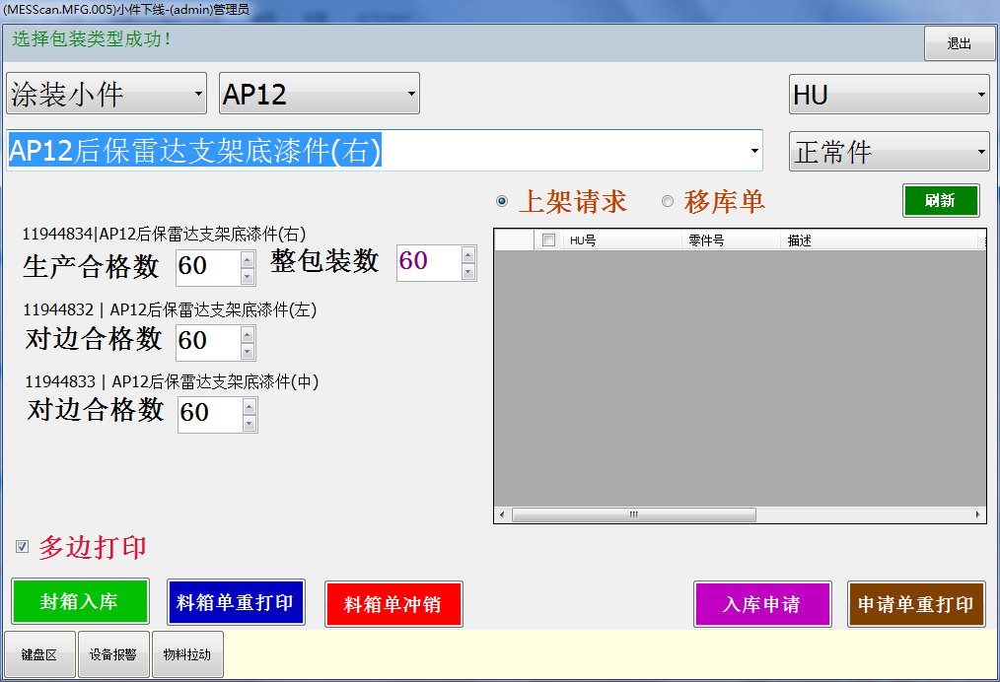 (MESScan.MFG.005)小件下线-(admin)管理员
选择包装类型成功！
退出
涂装小件 AP12 HU
AP12后保雷达支架底漆件(右) 正常件
上架请求 移库单 刷新
HU号 零件号 描述
11944834|AP12后保雷达支架底漆件(右)
生产合格数 60 整包装数 60
11944832 | AP12后保雷达支架底漆件(左)
对边合格数 60
11944833 | AP12后保雷达支架底漆件(中)
对边合格数 60
多边打印
封箱入库 料箱单重打印 料箱单冲销 入库申请 申请单重打印
键盘区 设备报警 物料拉动